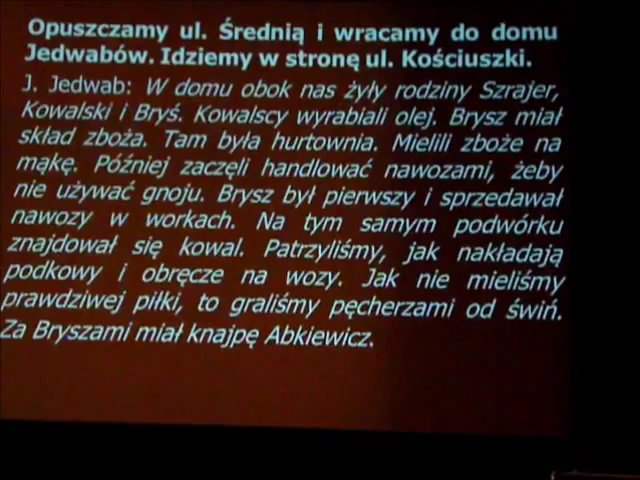 Opuszczamy ul. Średnią i wracamy do domu
Jedwabów. Idziemy w stronę ul. Kościuszki.
J. Jedwab: W domu obok nas żyły rodziny Szrajer,
Kowalski i Bryś. Kowalscy wyrabiali olej. Brysz miał
skład zboża. Tam była hurtownia. Mielili zboże na
mąkę. Później zaczęli handlować nawozami, żeby
nie używać gnoju. Brysz był pierwszy i sprzedawał
nawozy w workach. Na tym samym podwórku
znajdował się kowal. Patrzyliśmy, jak nakładają
podkowy i obręcze na wozy. Jak nie mieliśmy
prawdziwej piłki, to graliśmy pęcherzami od świń.
Za Bryszami miał knajpę Abkiewicz.